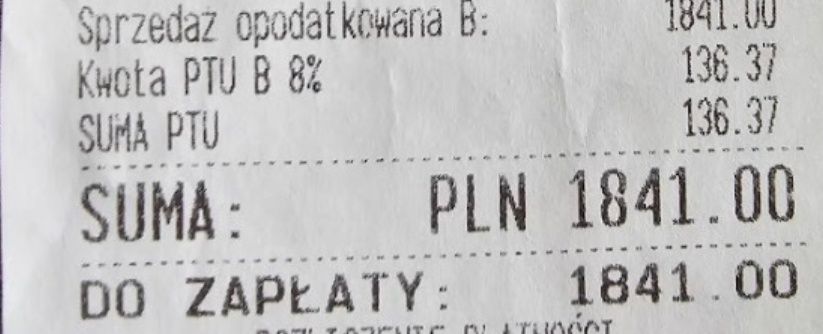 Sprzedaż opodatkowana B: 1841.00
Kwota PTU B 8% 136.37
SUMA PTU 136.37
SUMA: PLN 1841.00
DO ZAPŁATY: 1841.00